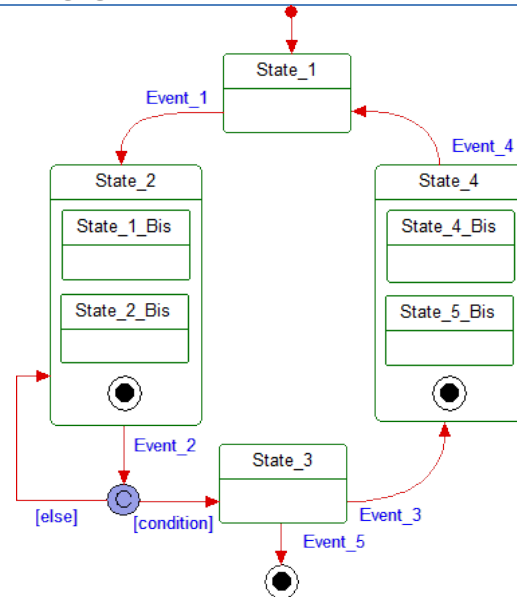 State_1
Event_1
Event_4
State_2
State_4
State_1_Bis
State_4_Bis
State_2_Bis
State_5_Bis
Event_2
State_3
C
[else]
[condition]
Event_3
Event_5